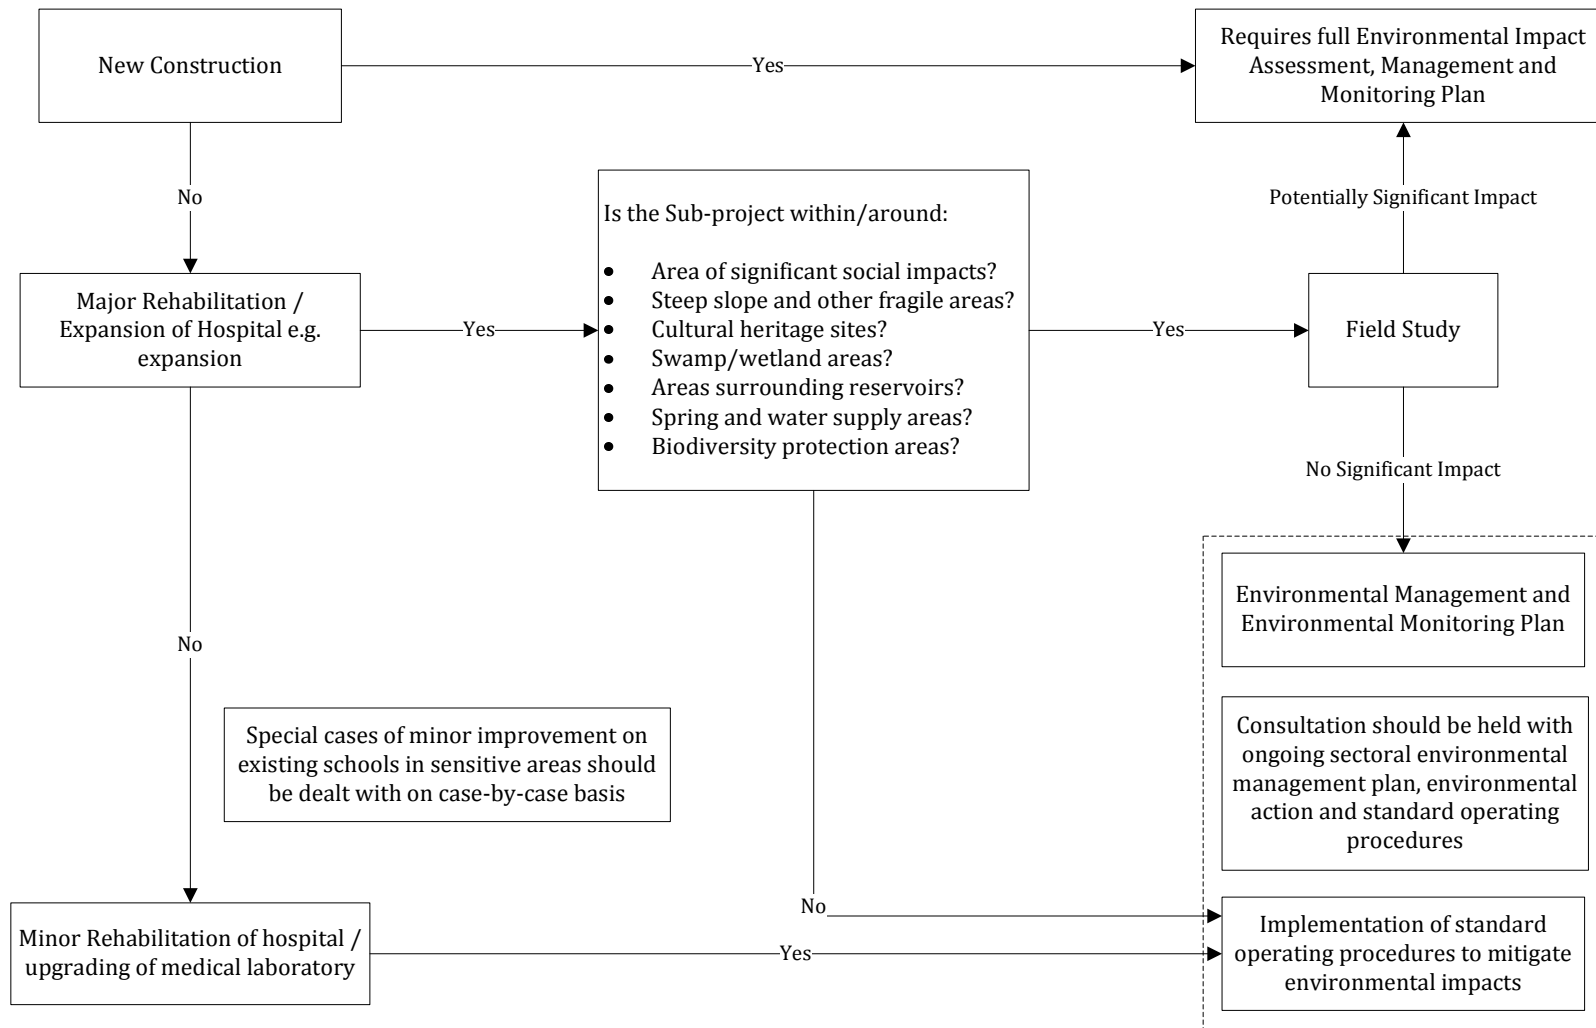 New Construction
Yes
Requires full Environmental Impact
Assessment, Management and
Monitoring Plan
No
Potentially Significant Impact
Is the Sub-project within/around:
• Area of significant social impacts?
• Steep slope and other fragile areas?
• Cultural heritage sites?
• Swamp/wetland areas?
• Areas surrounding reservoirs?
• Spring and water supply areas?
• Biodiversity protection areas?
Major Rehabilitation /
Expansion of Hospital e.g.
expansion
Yes
Yes
Field Study
No Significant Impact
Environmental Management and
Environmental Monitoring Plan
No
Special cases of minor improvement on
existing schools in sensitive areas should
be dealt with on case-by-case basis
Consultation should be held with
ongoing sectoral environmental
management plan, environmental
action and standard operating
procedures
No
Minor Rehabilitation of hospital /
upgrading of medical laboratory
Yes
Implementation of standard
operating procedures to mitigate
environmental impacts